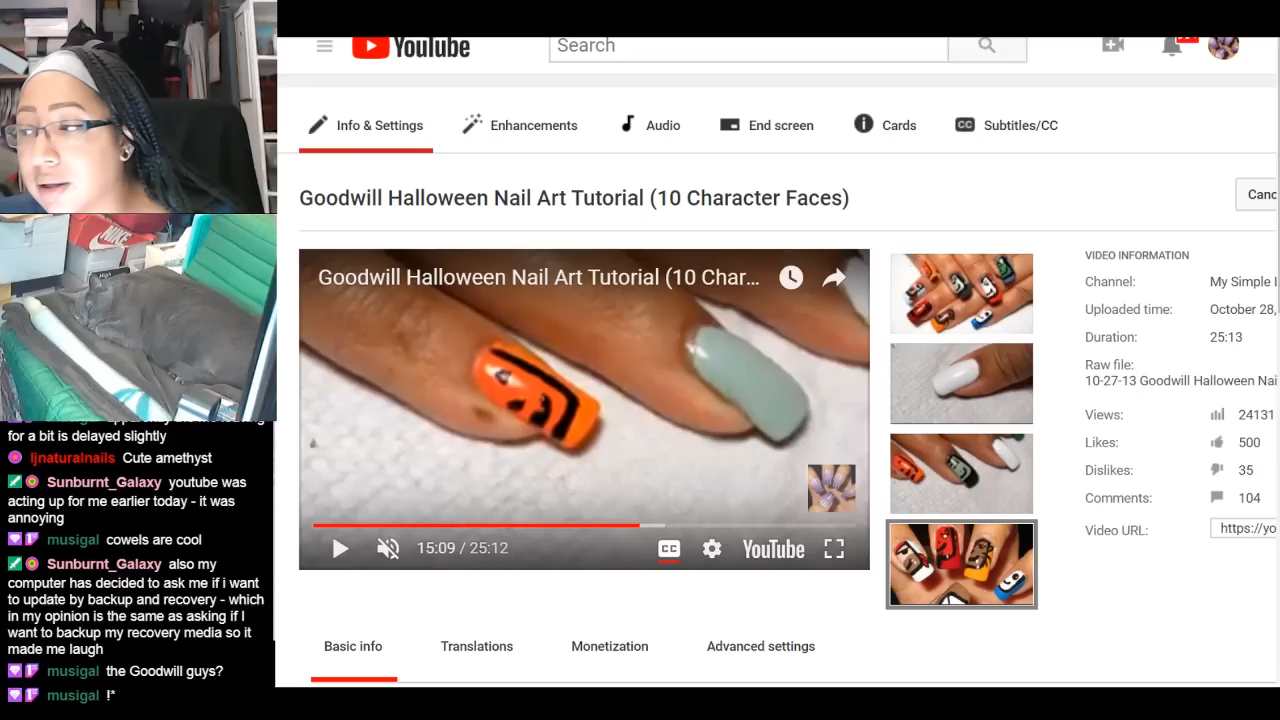 YouTube
Search
Info & Settings
Enhancements
Audio
End screen
Cards
CC
Subtitles/CC
Goodwill Halloween Nail Art Tutorial (10 Character Faces)
Canc
Goodwill Halloween Nail Art Tutorial (10 Char...
15:09 / 25:12
CC
YouTube
VIDEO INFORMATION
Channel: My Simple
Uploaded time: October 28,
Duration: 25:13
Raw file:
10-27-13 Goodwill Halloween Nai
Views: 24131
Likes: 500
Dislikes: 35
Comments: 104
Video URL: https://yo
Basic info
Translations
Monetization
Advanced settings
for a bit is delayed slightly
ljnaturalnails Cute amethyst
Sunburnt_Galaxy youtube was
acting up for me earlier today - it was
annoying
musigal cowels are cool
Sunburnt_Galaxy also my
computer has decided to ask me if i want
to update by backup and recovery - which
in my opinion is the same as asking if I
want to backup my recovery media so it
made me laugh
musigal the Goodwill guys?
musigal !*